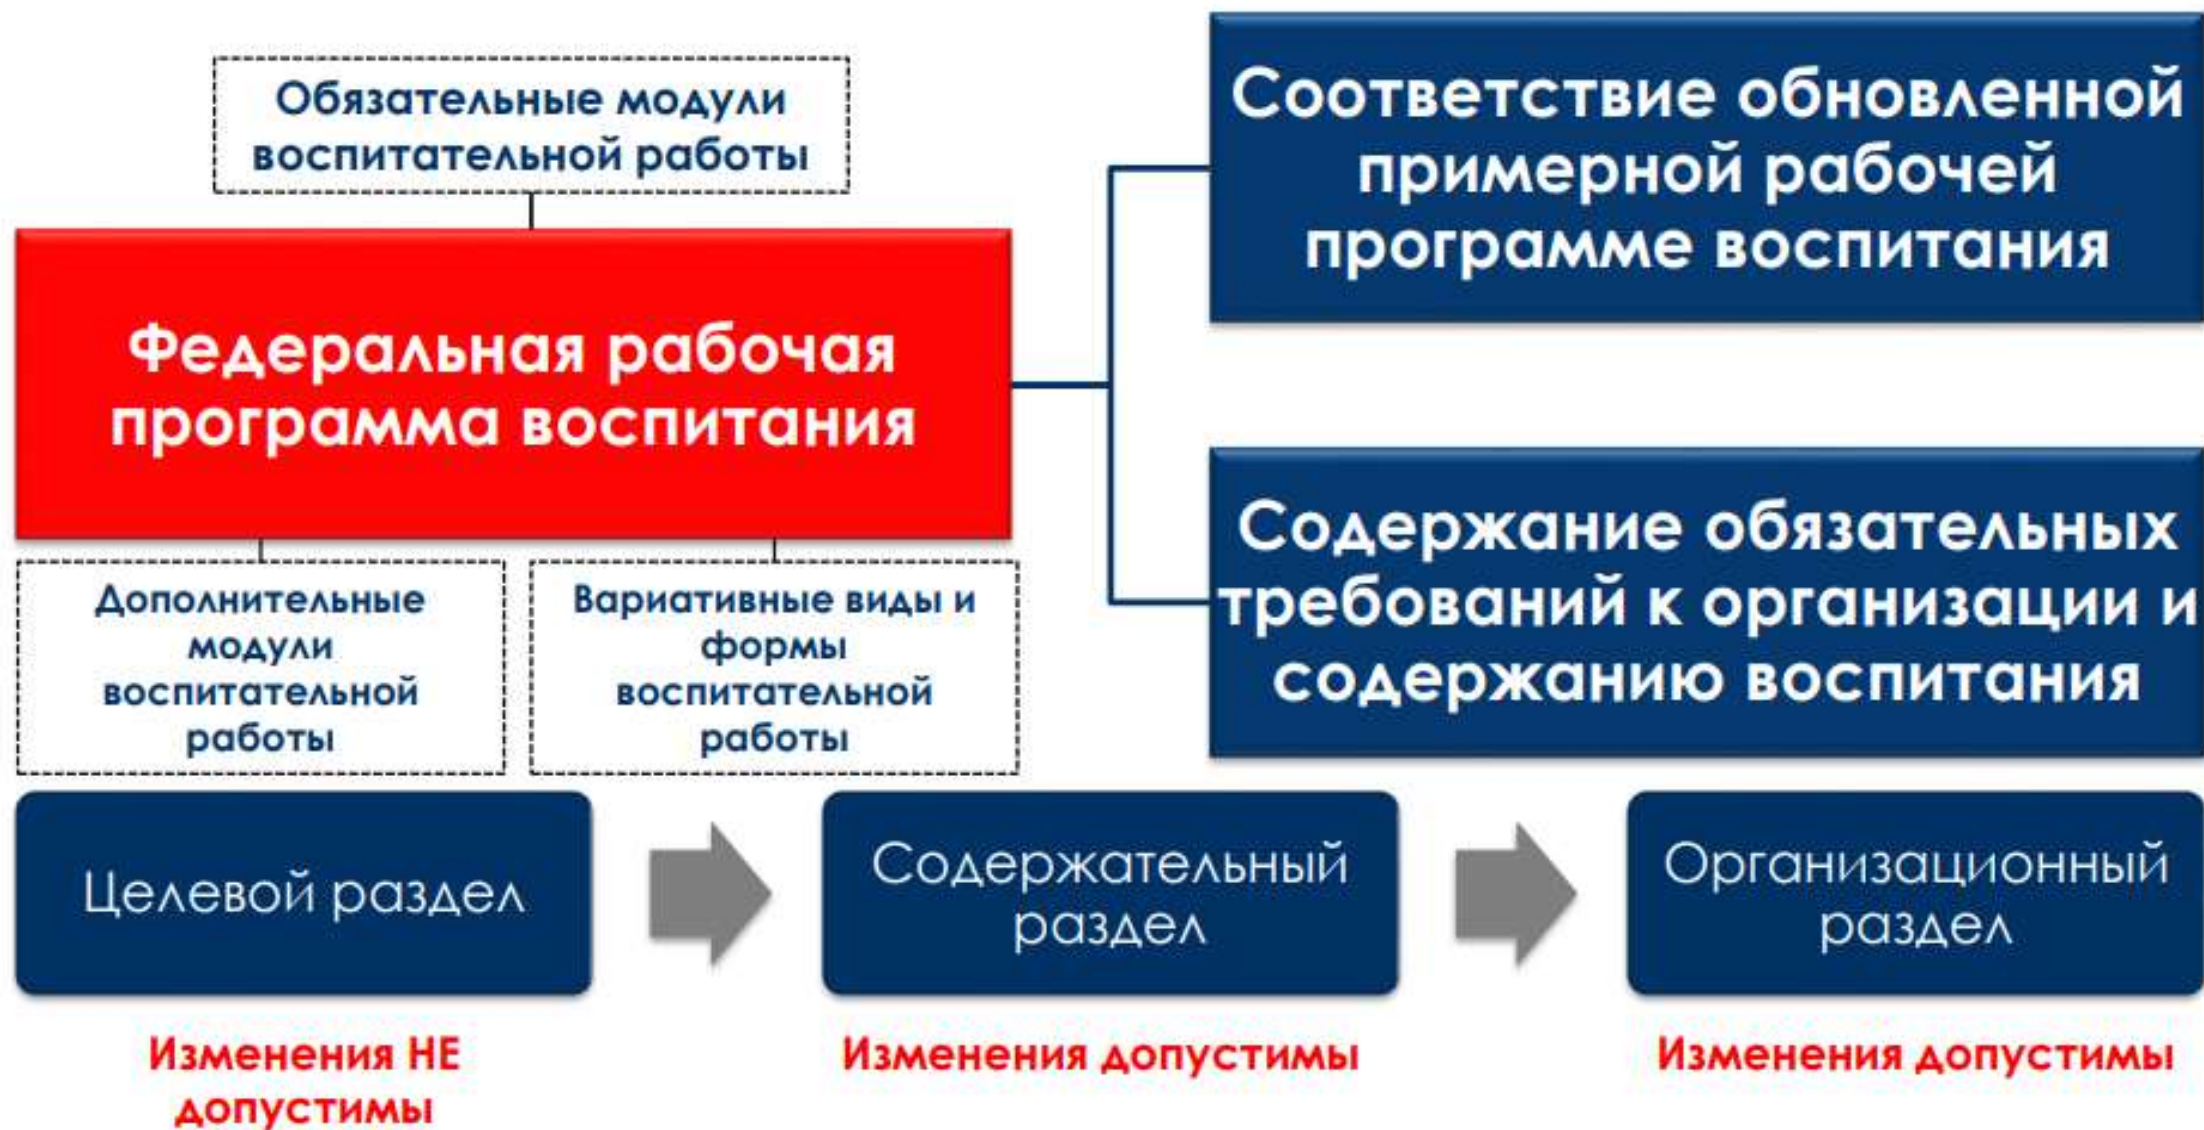 Обязательные модули
воспитательной работы
Федеральная рабочая
программа воспитания
Дополнительные
модули
воспитательной
работы
Вариативные виды и
формы
воспитательной
работы
Соответствие обновленной
примерной рабочей
программе воспитания
Содержание обязательных
требований к организации и
содержанию воспитания
Целевой раздел
Содержательный
раздел
Организационный
раздел
Изменения НЕ
допустимы
Изменения допустимы
Изменения допустимы